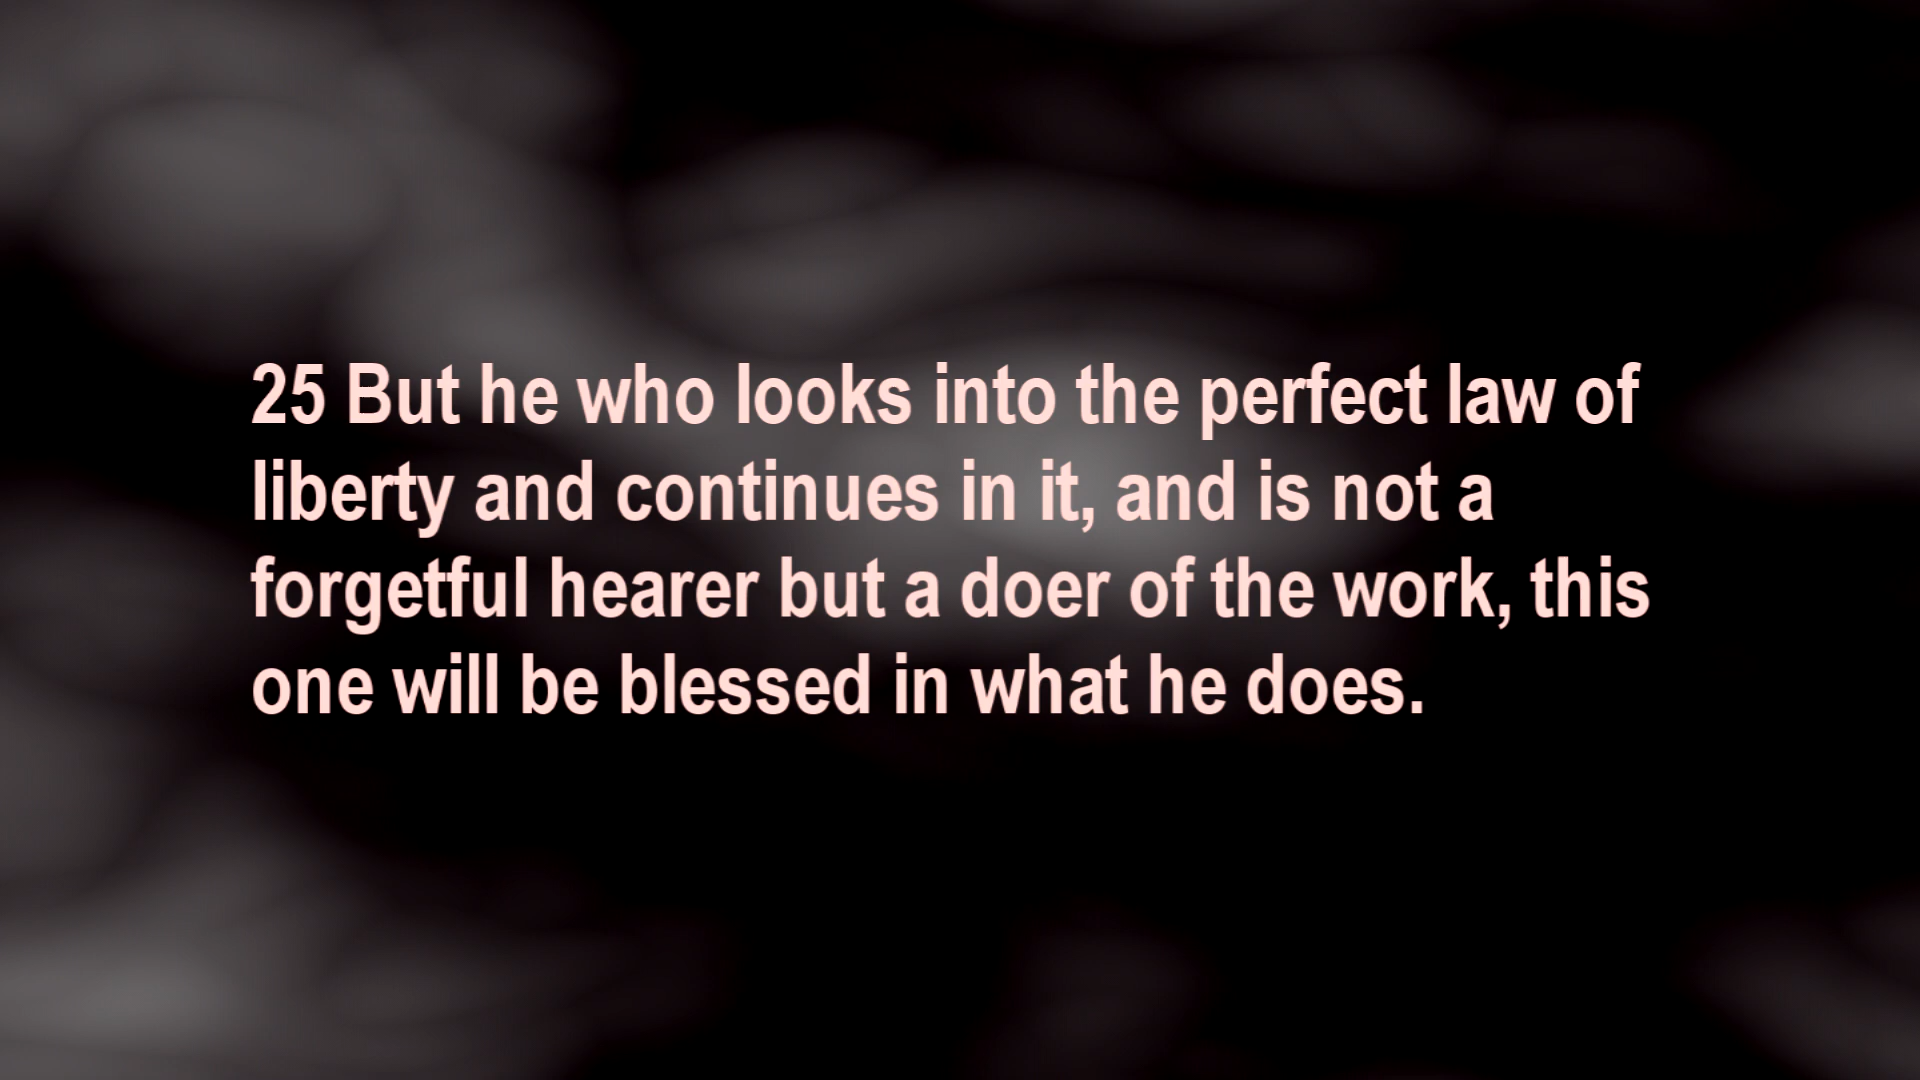 25 But he who looks into the perfect law of
liberty and continues in it, and is not a
forgetful hearer but a doer of the work, this
one will be blessed in what he does.